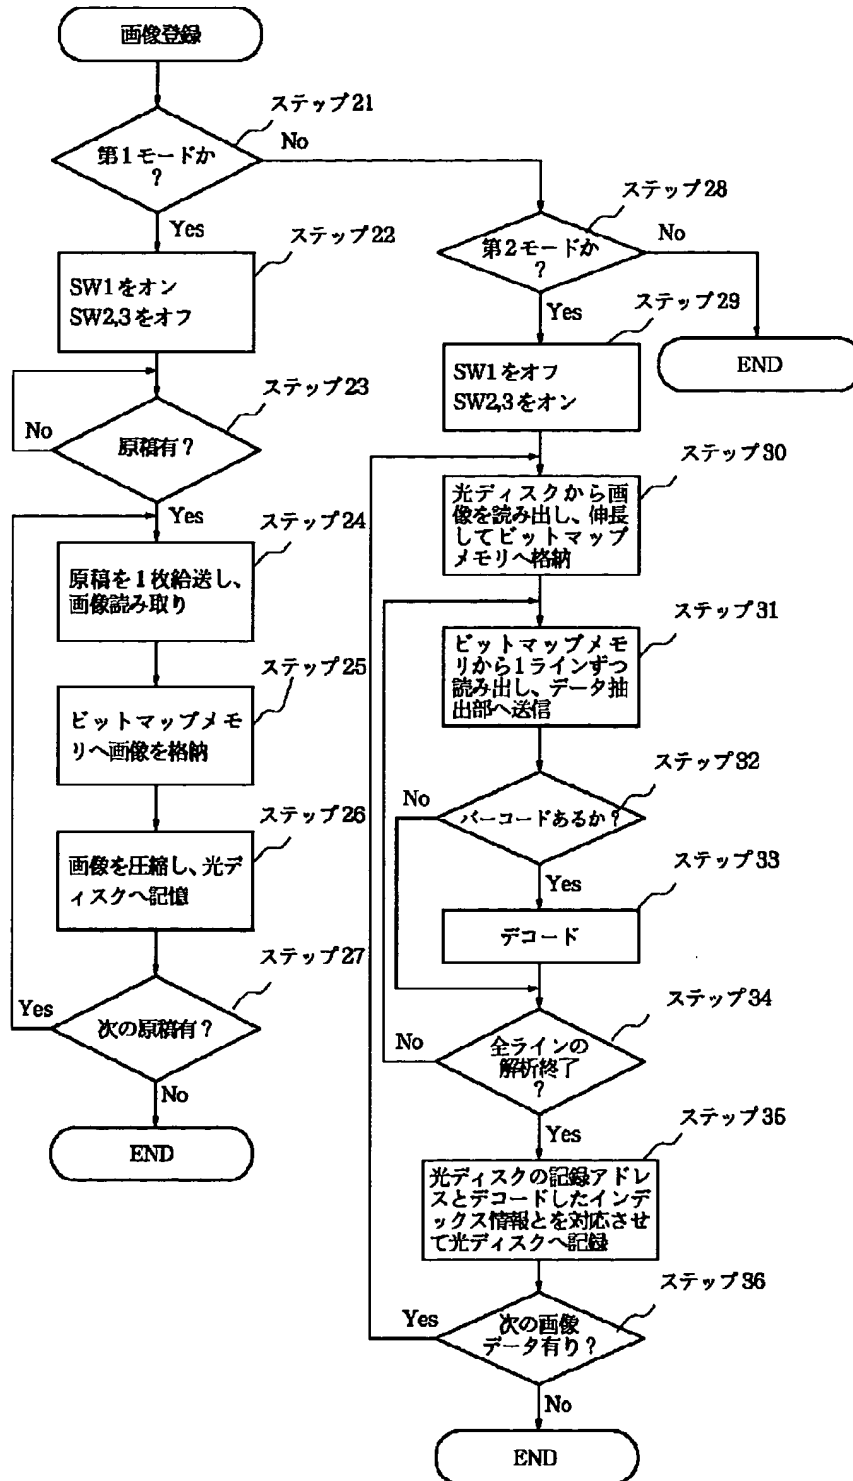 画像登録
ステップ21
第1モードか
?
No
Yes
ステップ22
SW1をオン
SW2,3をオフ
ステップ23
原稿有?
No
Yes
ステップ24
原稿を1枚給送し、
画像読み取り
ステップ25
ビットマップメモ
リへ画像を格納
ステップ26
画像を圧縮し、光デ
ィスクへ記憶
ステップ27
次の原稿有?
Yes
No
END
ステップ28
第2モードか
?
No
Yes
END
ステップ29
SW1をオフ
SW2,3をオン
ステップ30
光ディスクから画
像を読み出し、伸長
してビットマップ
メモリへ格納
ステップ31
ビットマップメモ
リから1ラインずつ
読み出し、データ抽
出部へ送信
ステップ32
バーコードあるか?
No
Yes
ステップ33
デコード
ステップ34
全ラインの
解析終了
?
No
Yes
ステップ35
光ディスクの記録アドレ
スとデコードしたインデ
ックス情報とを対応させ
て光ディスクへ記録
ステップ36
次の画像
データ有り?
Yes
No
END